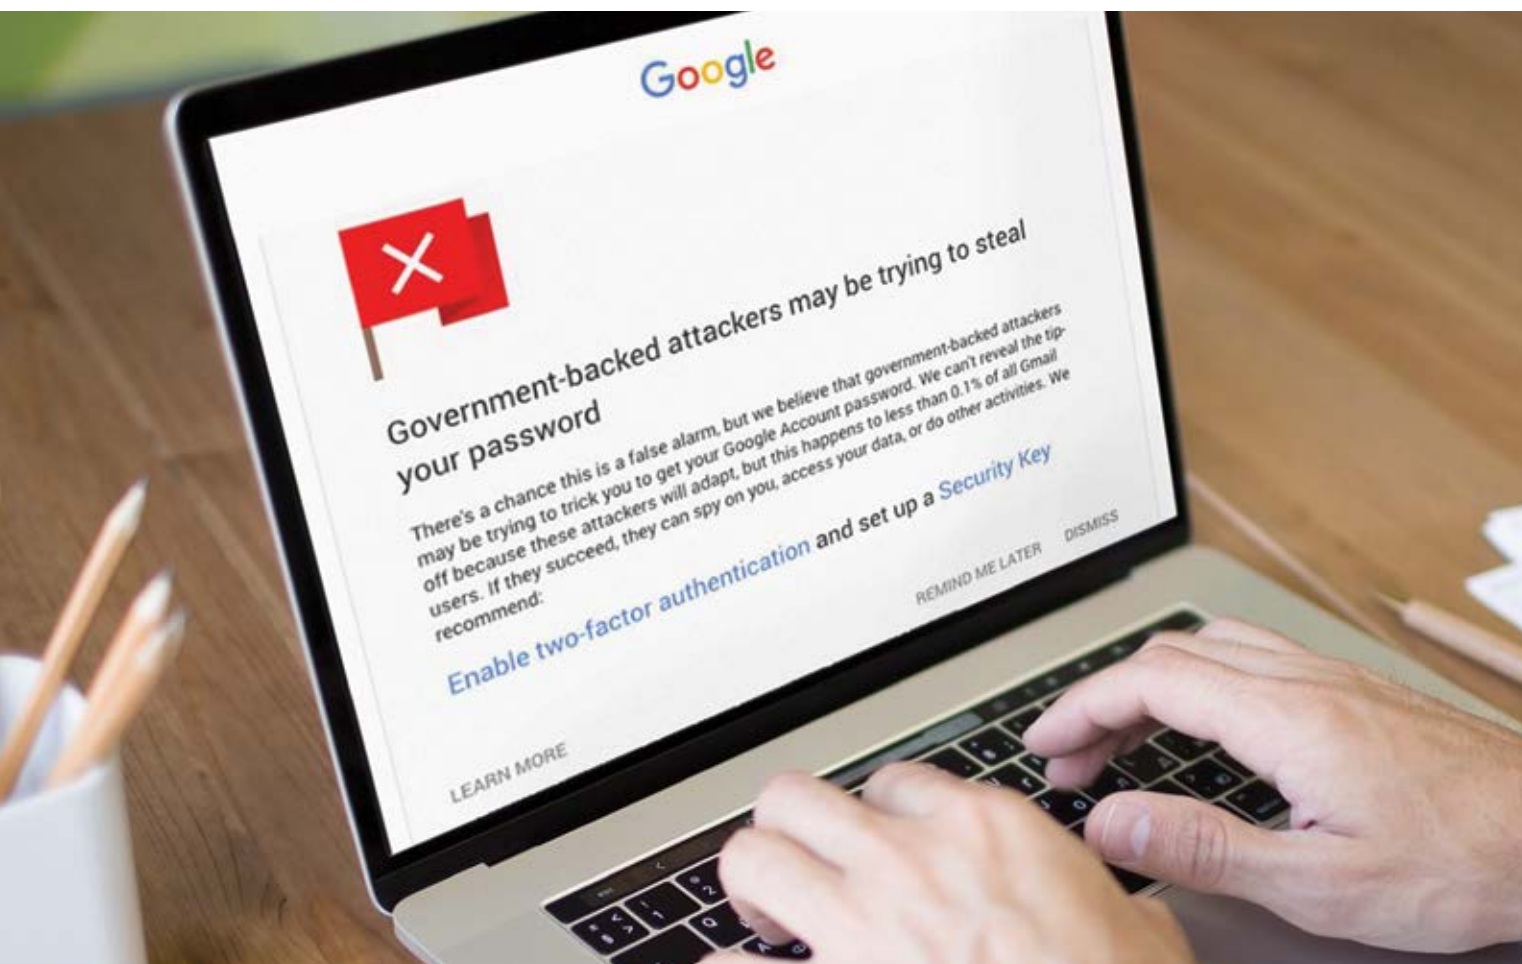 Google
Government-backed attackers may be trying to steal
your password
There's a chance this is a false alarm, but we believe that government-backed attackers
may be trying to trick you to get your Google Account password. We can't reveal the tip-
off because these attackers will adapt, but this happens to less than 0.1% of all Gmail
users. If they succeed, they can spy on you, access your data, or do other activities. We
recommend:
Enable two-factor authentication and set up a Security Key
LEARN MORE
REMIND ME LATER
DISMISS